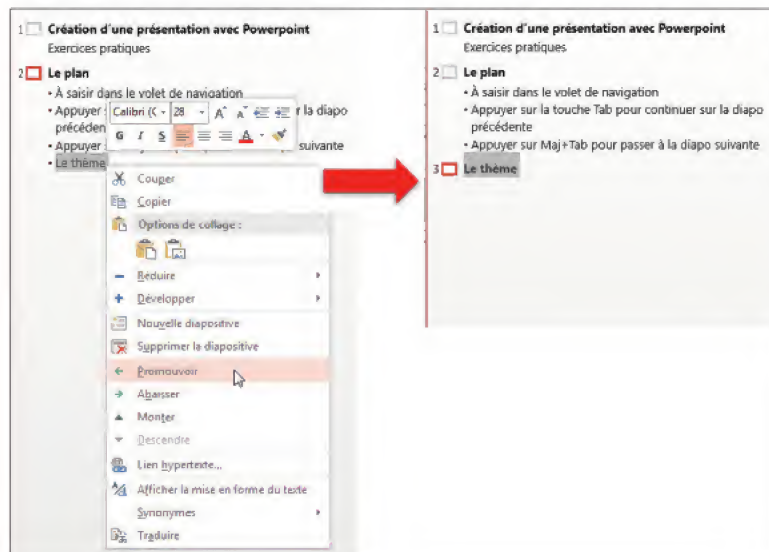 1 Création d'une présentation avec Powerpoint
Exercices pratiques
2 Le plan
• À saisir dans le volet de navigation
• Appuyer r la diapo
précéden
• Appuyer suivante
• Le thème
Calibri (C 28 A A
G I S A
Couper
Copier
Options de collage :
Réduire
Développer
Nouvelle diapositive
Supprimer la diapositive
Promouvoir
Abaisser
Monter
Descendre
Lien hypertexte...
Afficher la mise en forme du texte
Synonymes
Traduire
1 Création d'une présentation avec Powerpoint
Exercices pratiques
2 Le plan
• À saisir dans le volet de navigation
• Appuyer sur la touche Tab pour continuer sur la diapo
précédente
• Appuyer sur Maj+Tab pour passer à la diapo suivante
3 Le thème